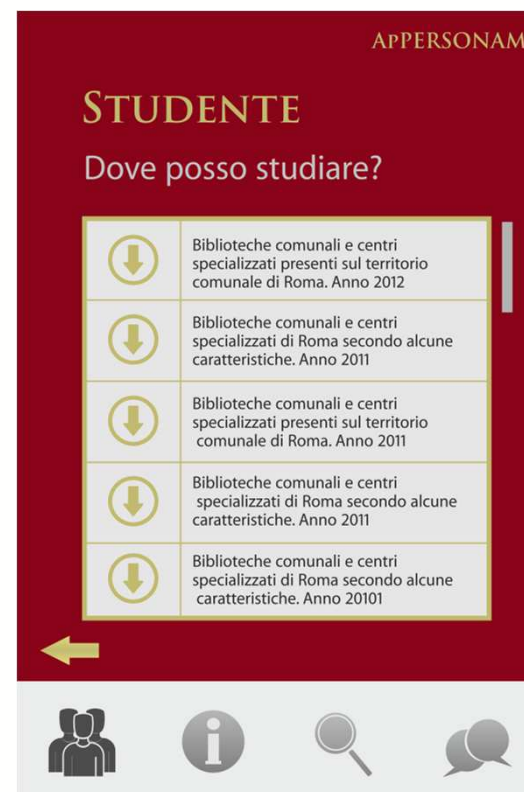 APPERSONAM
STUDENTE
Dove posso studiare?
Biblioteche comunali e centri
specializzati presenti sul territorio
comunale di Roma. Anno 2012
Biblioteche comunali e centri
specializzati di Roma secondo alcune
caratteristiche. Anno 2011
Biblioteche comunali e centri
specializzati presenti sul territorio
comunale di Roma. Anno 2011
Biblioteche comunali e centri
specializzati di Roma secondo alcune
caratteristiche. Anno 2011
Biblioteche comunali e centri
specializzati di Roma secondo alcune
caratteristiche. Anno 20101